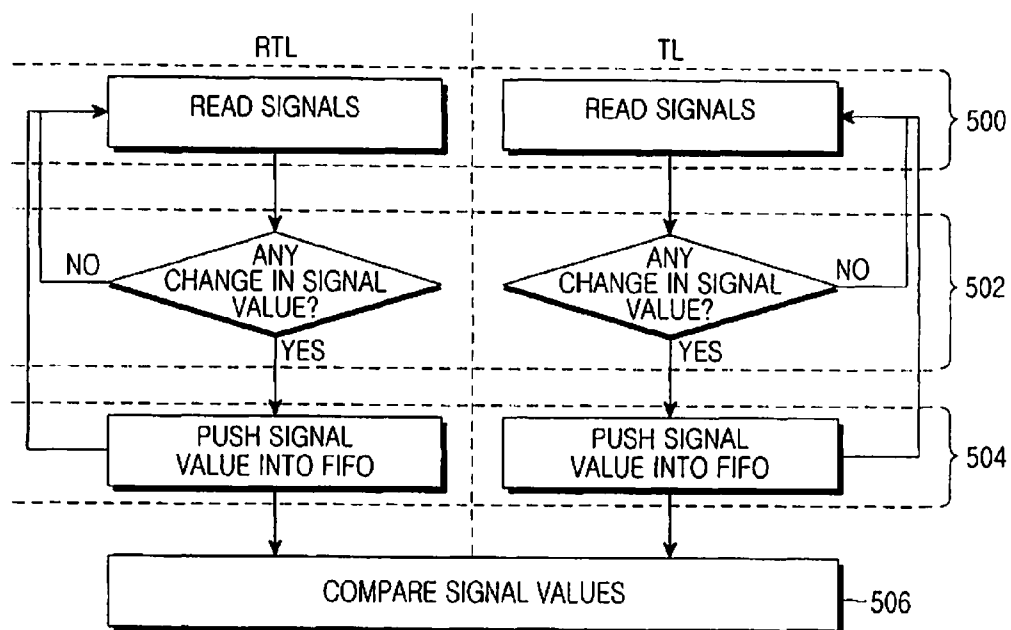 RTL
TL
READ SIGNALS
READ SIGNALS
500
ANY
CHANGE IN SIGNAL
VALUE?
NO
YES
ANY
CHANGE IN SIGNAL
VALUE?
NO
YES
502
PUSH SIGNAL
VALUE INTO FIFO
PUSH SIGNAL
VALUE INTO FIFO
504
COMPARE SIGNAL VALUES
506